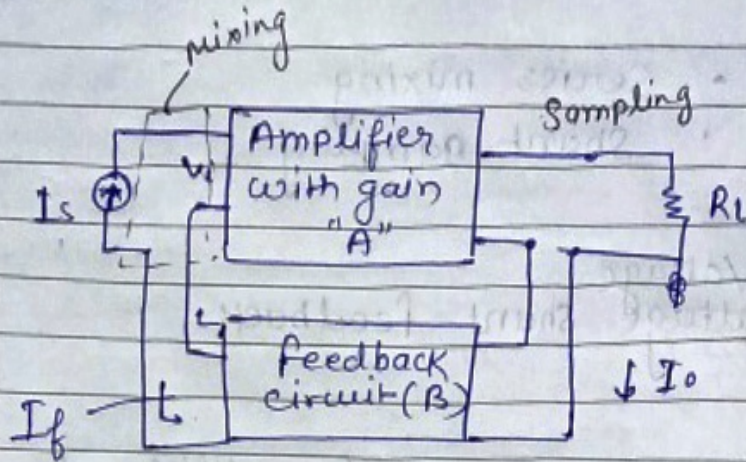 mixing
Sampling
Amplifier
with gain
"A"
Vi
Is
RL
feedback
circuit (B)
If
↓ Io